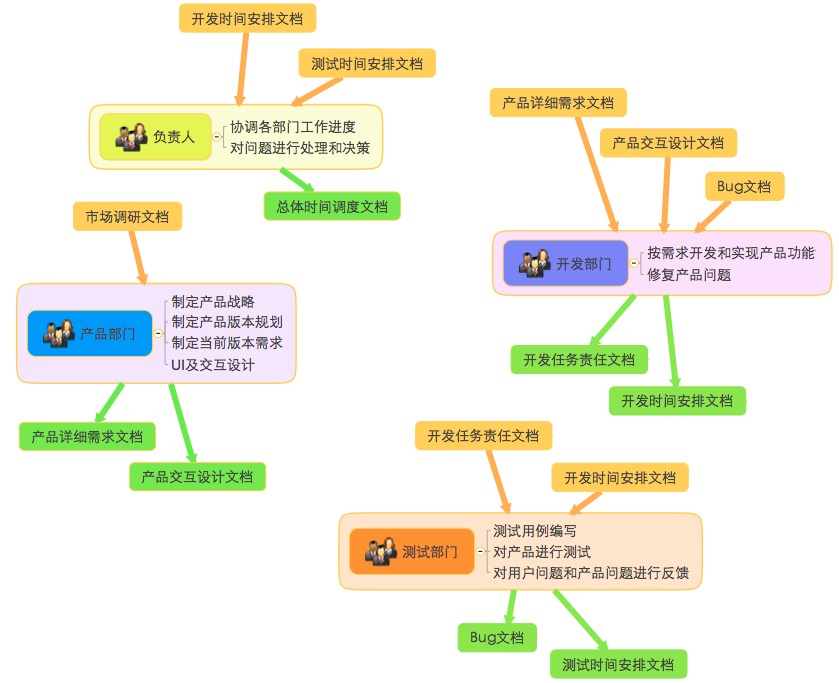 开发时间安排文档
测试时间安排文档
负责人
协调各部门工作进度
对问题进行处理和决策
总体时间调度文档
市场调研文档
产品部门
制定产品战略
制定产品版本规划
制定当前版本需求
UI及交互设计
产品详细需求文档
产品交互设计文档
产品详细需求文档
产品交互设计文档
Bug文档
开发部门
按需求开发和实现产品功能
修复产品问题
开发任务责任文档
开发时间安排文档
开发任务责任文档
开发时间安排文档
测试部门
测试用例编写
对产品进行测试
对用户问题和产品问题进行反馈
Bug文档
测试时间安排文档